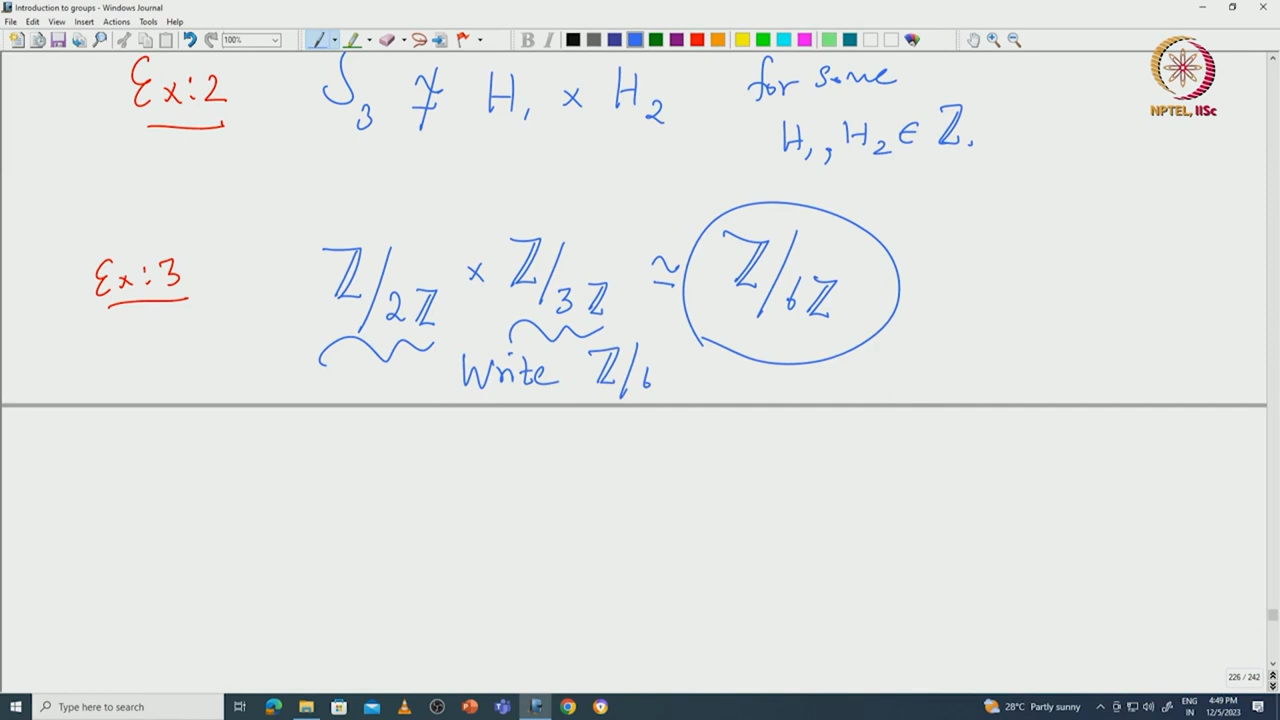 Introduction to groups - Windows Journal
File Edit View Insert Actions Tools Help
100% B I
NPTEL, IISc
Ex:2 S₃ ≇ H₁ × H₂ for some
H₁, H₂ ∈ ℤ.
Ex:3 ℤ/2ℤ × ℤ/3ℤ ≅ ℤ/6ℤ
Write ℤ/6
226 / 242
Type here to search 28°C Partly sunny ENG IN 4:49 PM 12/5/2023